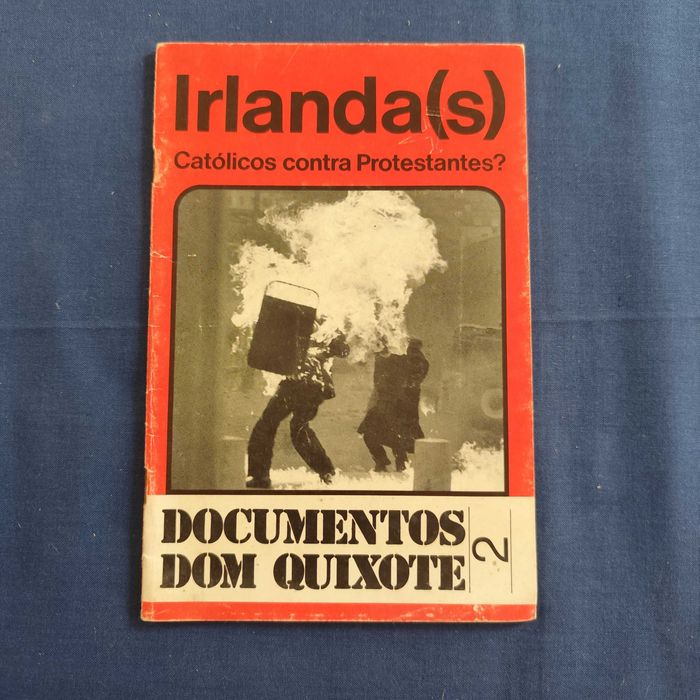 Irlanda(s)
Católicos contra Protestantes?
DOCUMENTOS
DOM QUIXOTE
2